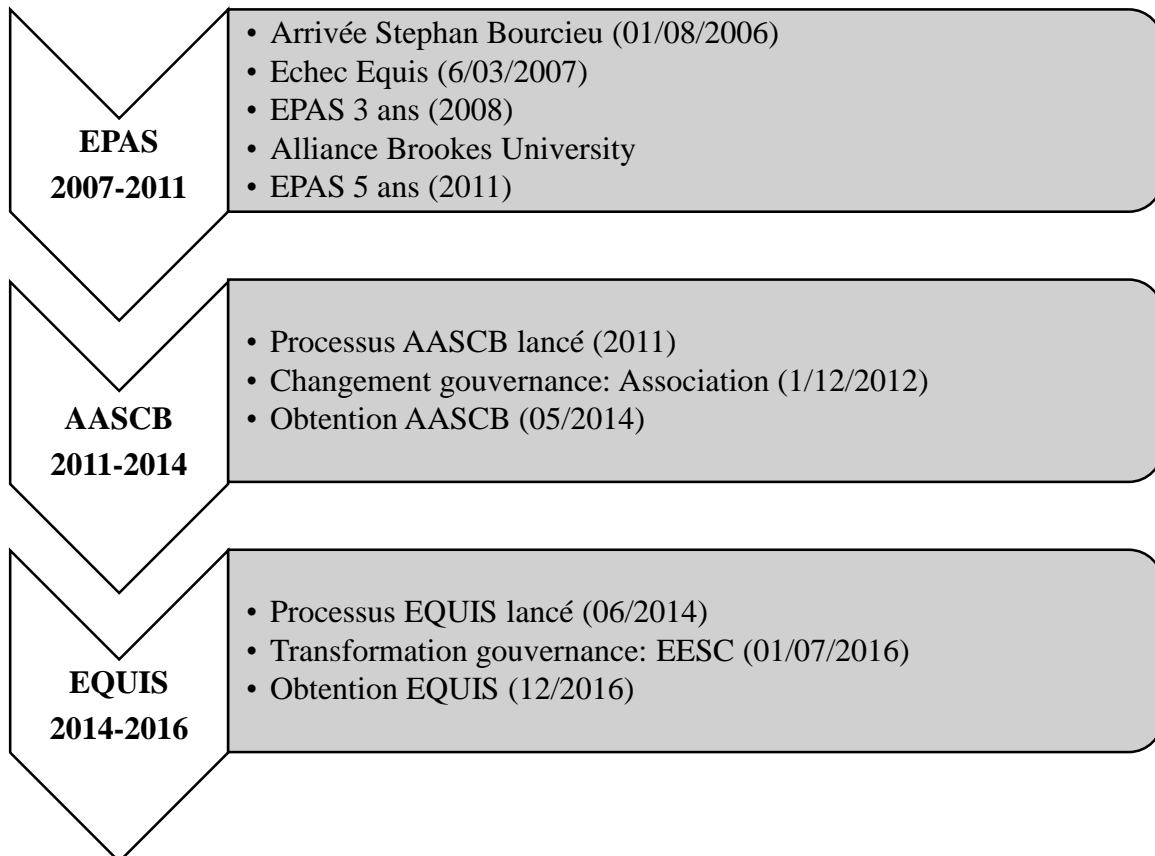 EPAS
2007-2011
• Arrivée Stephan Bourcieu (01/08/2006)
• Echec Equis (6/03/2007)
• EPAS 3 ans (2008)
• Alliance Brookes University
• EPAS 5 ans (2011)
AASCB
2011-2014
• Processus AASCB lancé (2011)
• Changement gouvernance: Association (1/12/2012)
• Obtention AASCB (05/2014)
EQUIS
2014-2016
• Processus EQUIS lancé (06/2014)
• Transformation gouvernance: EESC (01/07/2016)
• Obtention EQUIS (12/2016)